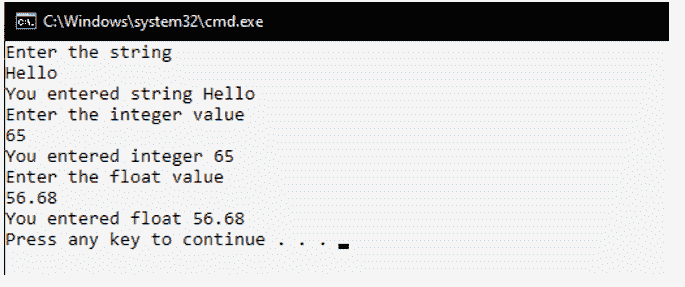 C:\Windows\system32\cmd.exe
Enter the string
Hello
You entered string Hello
Enter the integer value
65
You entered integer 65
Enter the float value
56.68
You entered float 56.68
Press any key to continue . . .